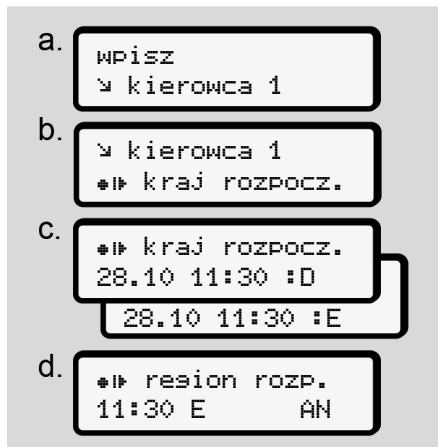 a.
wpisz
↘ kierowca 1
b.
↘ kierowca 1
●I▶ kraj rozpocz.
c.
●I▶ kraj rozpocz.
28.10 11:30 :D
28.10 11:30 :E
d.
●I▶ region rozp.
11:30 E AN